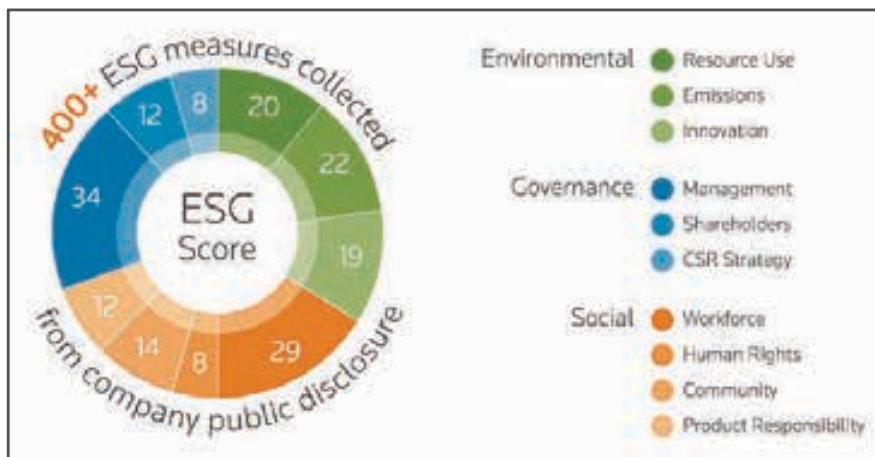 400+ ESG measures collected
from company public disclosure
ESG
Score
20
22
19
29
8
14
12
34
12
8
Environmental
Resource Use
Emissions
Innovation
Governance
Management
Shareholders
CSR Strategy
Social
Workforce
Human Rights
Community
Product Responsibility